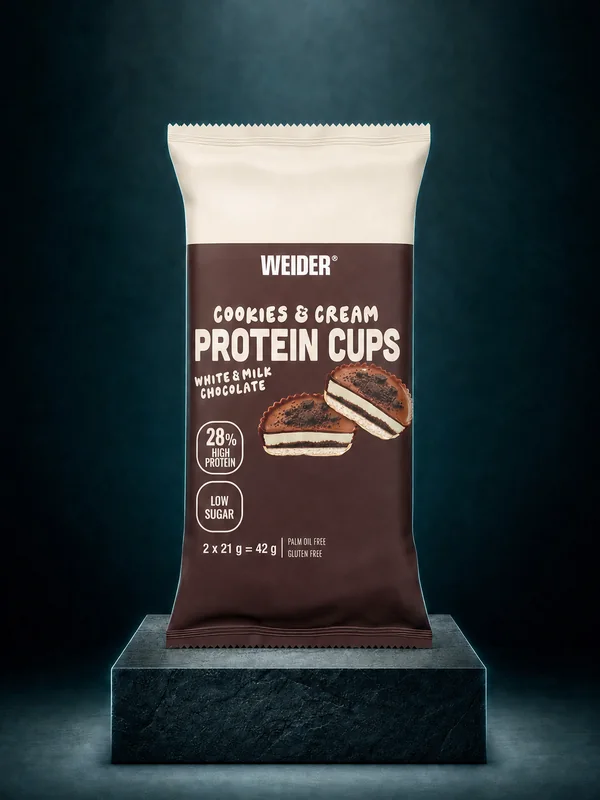 WEIDER®
COOKIES & CREAM
PROTEIN CUPS
WHITE & MILK
CHOCOLATE
28%
HIGH
PROTEIN
LOW
SUGAR
2 x 21 g = 42 g
PALM OIL FREE
GLUTEN FREE